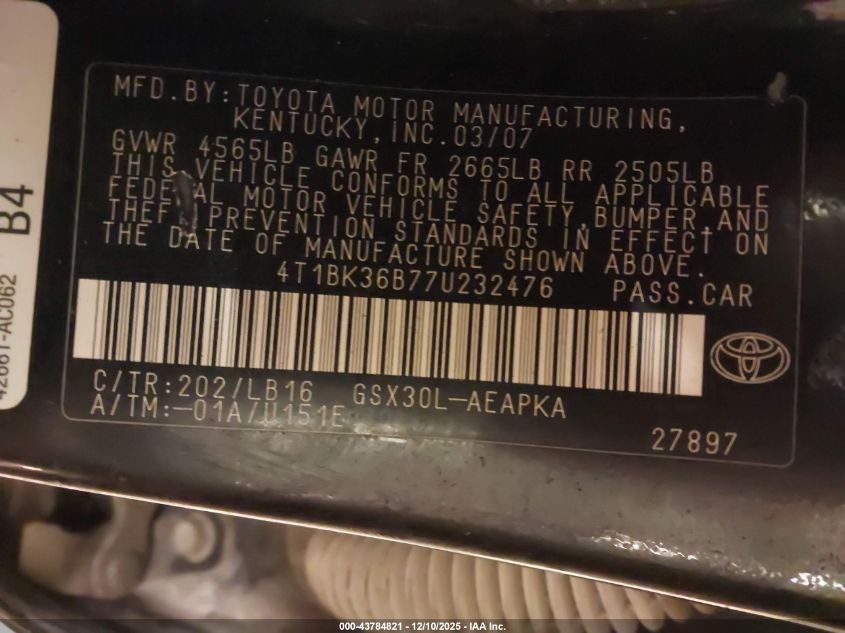 MFD.BY:TOYOTA MOTOR MANUFACTURING,
KENTUCKY,INC.03/07
GVWR 4565LB GAWR FR 2665LB RR 2505LB
THIS VEHICLE CONFORMS TO ALL APPLICABLE
FEDERAL MOTOR VEHICLE SAFETY,BUMPER,AND
THEFT PREVENTION STANDARDS IN EFFECT ON
THE DATE OF MANUFACTURE SHOWN ABOVE.
4T1BK36B77U232476 PASS.CAR
C/TR:202/LB16 GSX30L-AEAPKA
A/TM:-01A/U151E
27897
B4
42661-AC062
000-43784821 - 12/10/2025 - IAA Inc.